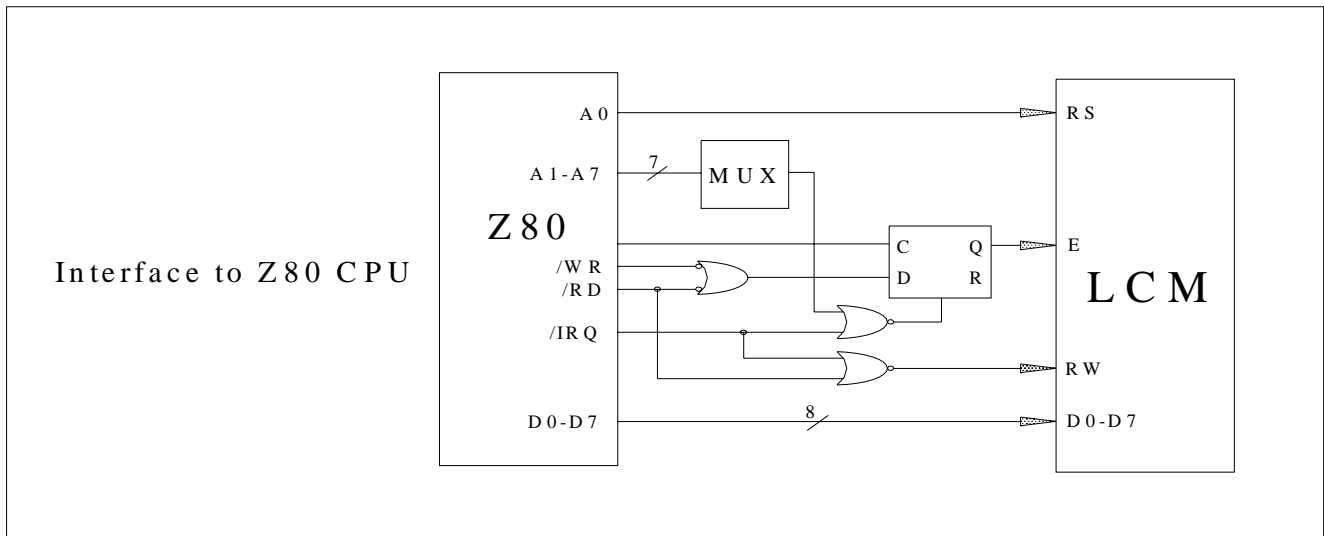 A0
RS
A1-A7
7
MUX
Z80
C
Q
E
Interface to Z80 CPU
/WR
/RD
D
R
LCM
/IRQ
RW
D0-D7
8
D0-D7